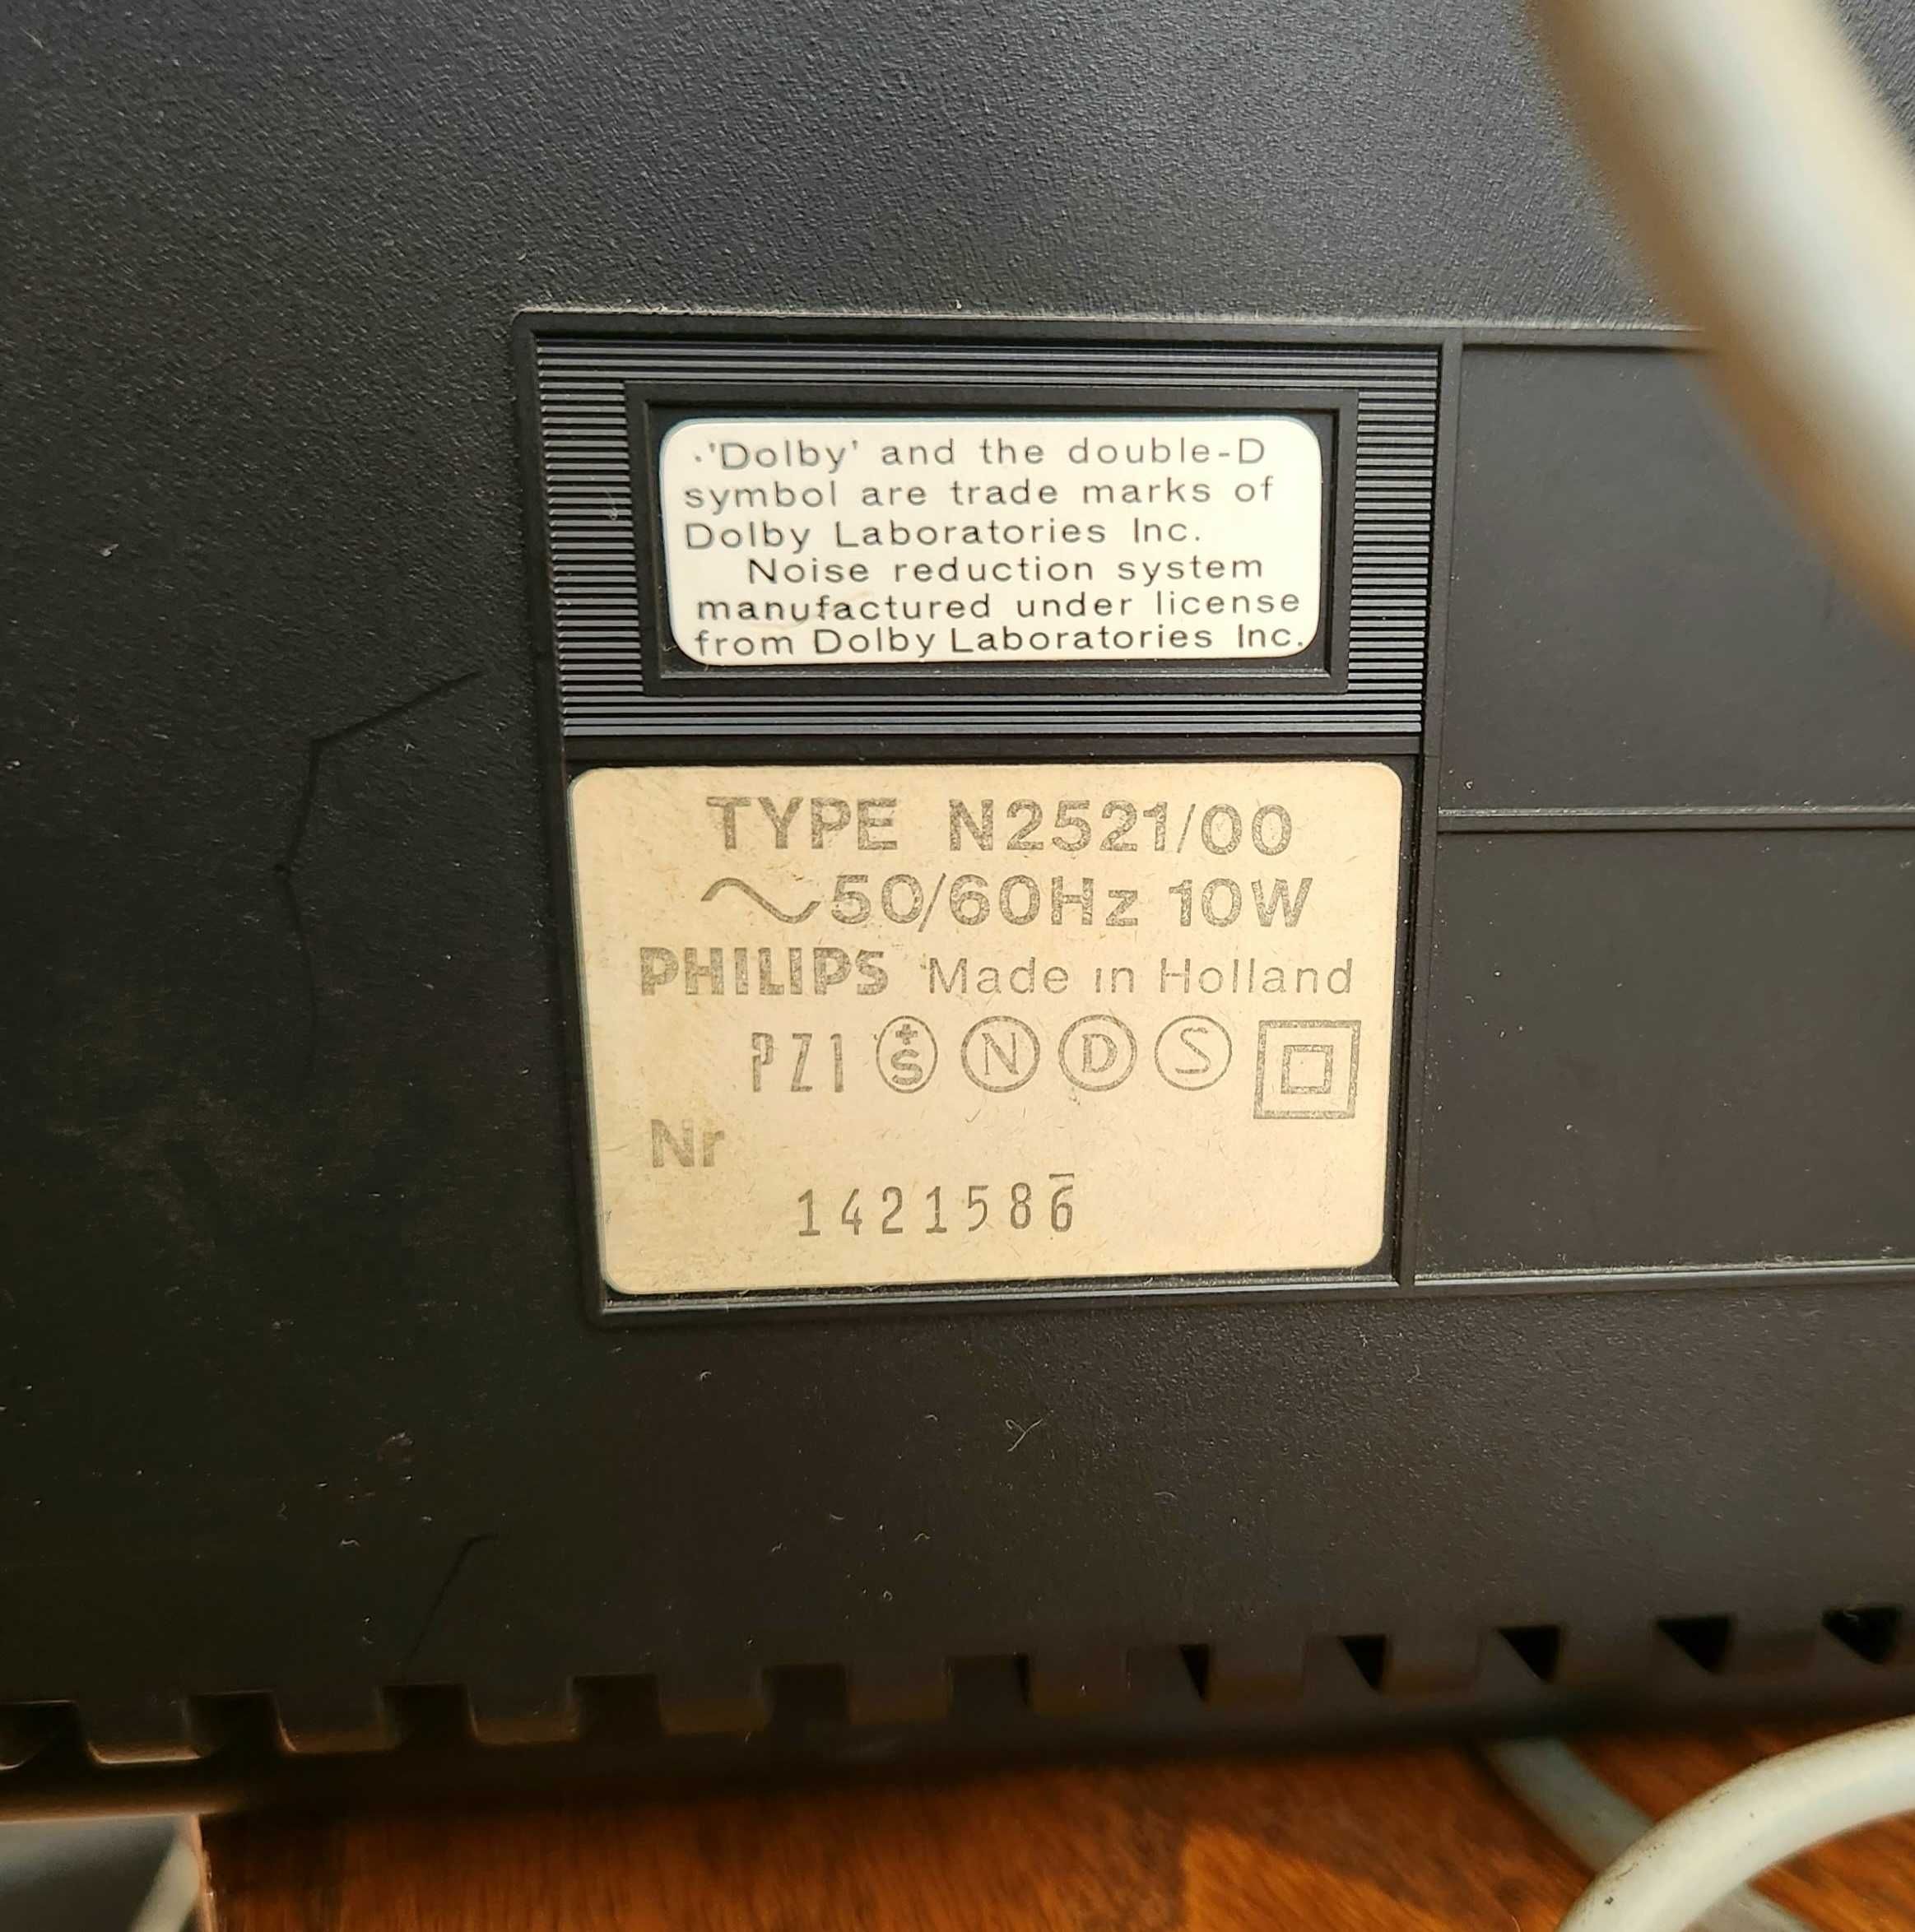 ·'Dolby' and the double-D
symbol are trade marks of
Dolby Laboratories Inc.
Noise reduction system
manufactured under license
from Dolby Laboratories Inc.
TYPE N2521/00
~50/60Hz 10W
PHILIPS Made in Holland
PZ1 +S N D S
Nr
1421586